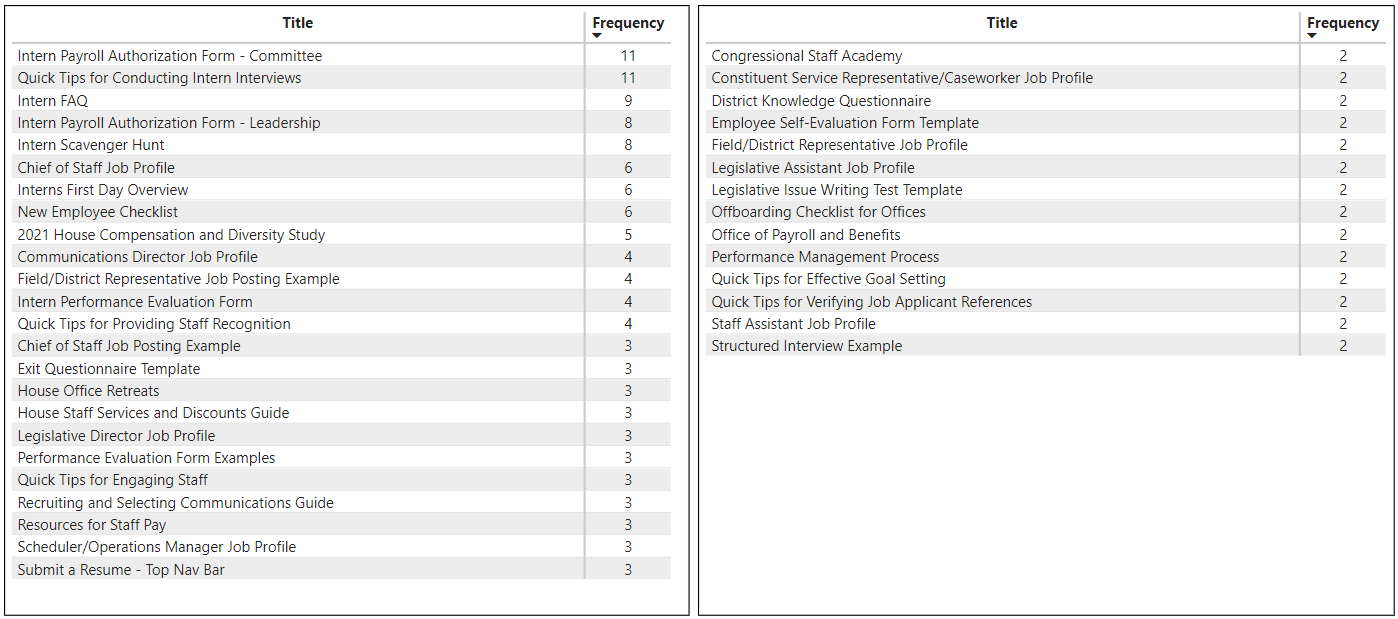 Title Frequency
Intern Payroll Authorization Form - Committee 11
Quick Tips for Conducting Intern Interviews 11
Intern FAQ 9
Intern Payroll Authorization Form - Leadership 8
Intern Scavenger Hunt 8
Chief of Staff Job Profile 6
Interns First Day Overview 6
New Employee Checklist 6
2021 House Compensation and Diversity Study 5
Communications Director Job Profile 4
Field/District Representative Job Posting Example 4
Intern Performance Evaluation Form 4
Quick Tips for Providing Staff Recognition 4
Chief of Staff Job Posting Example 3
Exit Questionnaire Template 3
House Office Retreats 3
House Staff Services and Discounts Guide 3
Legislative Director Job Profile 3
Performance Evaluation Form Examples 3
Quick Tips for Engaging Staff 3
Recruiting and Selecting Communications Guide 3
Resources for Staff Pay 3
Scheduler/Operations Manager Job Profile 3
Submit a Resume - Top Nav Bar 3
Title Frequency
Congressional Staff Academy 2
Constituent Service Representative/Caseworker Job Profile 2
District Knowledge Questionnaire 2
Employee Self-Evaluation Form Template 2
Field/District Representative Job Profile 2
Legislative Assistant Job Profile 2
Legislative Issue Writing Test Template 2
Offboarding Checklist for Offices 2
Office of Payroll and Benefits 2
Performance Management Process 2
Quick Tips for Effective Goal Setting 2
Quick Tips for Verifying Job Applicant References 2
Staff Assistant Job Profile 2
Structured Interview Example 2